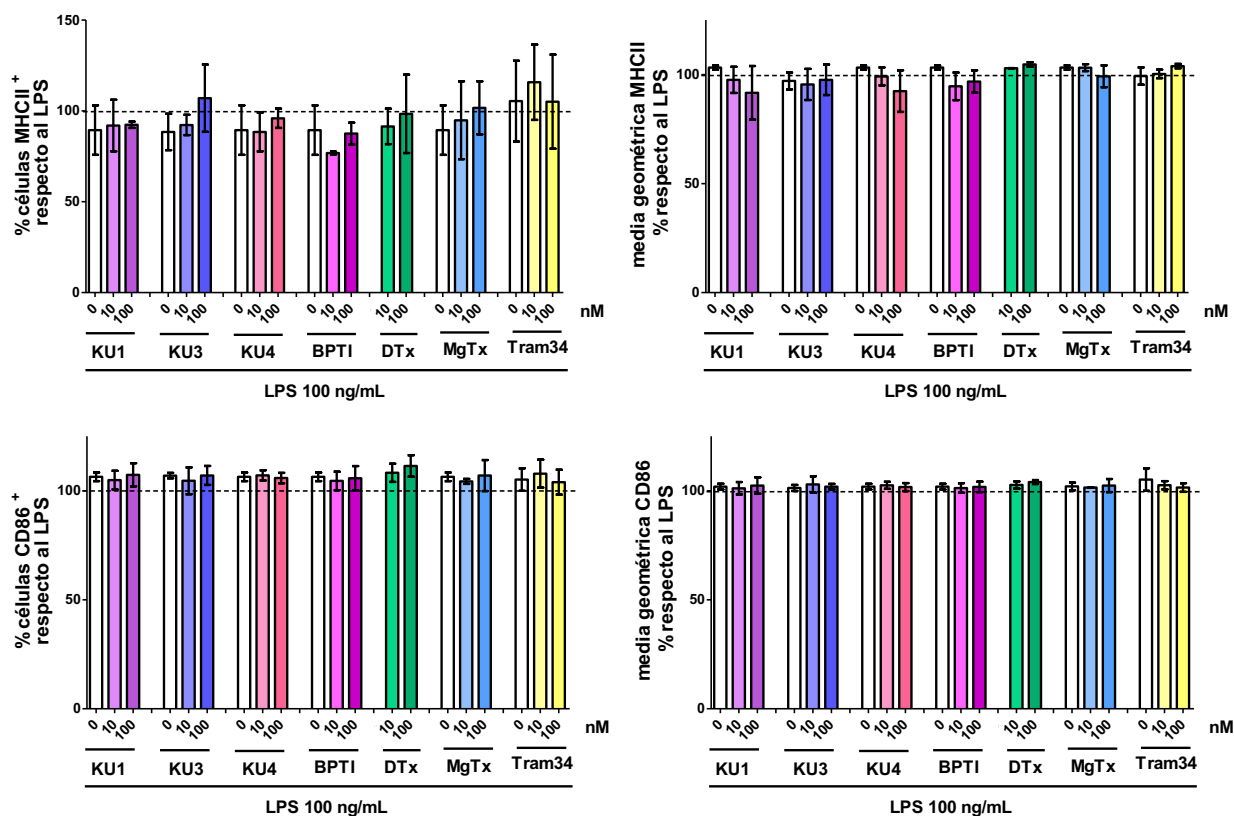 % células MHCII+
respecto al LPS
150
100
50
0
0 10 100 0 10 100 0 10 100 0 10 100 10 100 0 10 100 0 10 100 nM
KU1 KU3 KU4 BPTI DTx MgTx Tram34
LPS 100 ng/mL
media geométrica MHCII
% respecto al LPS
100
50
0
0 10 100 0 10 100 0 10 100 0 10 100 10 100 0 10 100 0 10 100 nM
KU1 KU3 KU4 BPTI DTx MgTx Tram34
LPS 100 ng/mL
% células CD86+
respecto al LPS
100
50
0
0 10 100 0 10 100 0 10 100 0 10 100 10 100 0 10 100 0 10 100 nM
KU1 KU3 KU4 BPTI DTx MgTx Tram34
LPS 100 ng/mL
media geométrica CD86
% respecto al LPS
100
50
0
0 10 100 0 10 100 0 10 100 0 10 100 10 100 0 10 100 0 10 100 nM
KU1 KU3 KU4 BPTI DTx MgTx Tram34
LPS 100 ng/mL